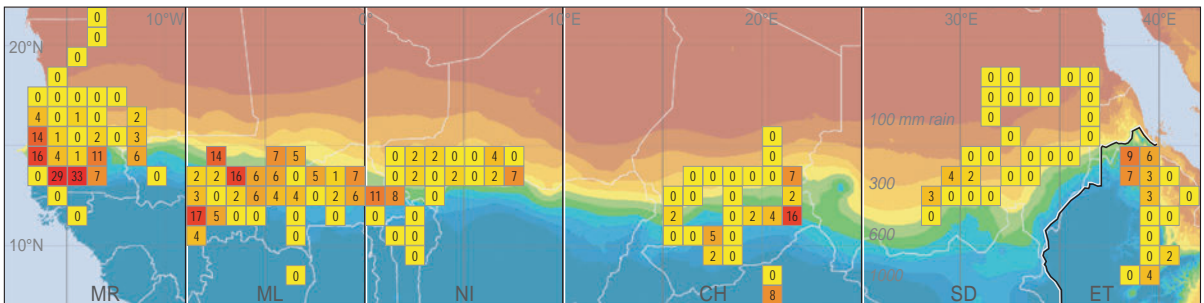 0 10°W 0° 10°E 20°E 30°E 40°E
0
20°N
0
0 0 0 0 0
0 0 0 0 0 0 0 0 0 0
4 0 1 0 2 100 mm rain 0 0
14 1 0 2 0 3 0 0 0
16 4 1 11 6 14 7 5 0 2 2 0 0 4 0 0 0 0 0 0 0 9 6
0 29 33 7 0 2 2 16 6 6 0 5 1 7 0 2 0 2 0 2 7 0 0 0 0 0 7 4 2 0 0 7 3 0
300
0 3 0 2 6 4 4 0 2 6 11 8 0 0 0 2 3 0 0 0 3 0 0
0 17 5 0 0 0 0 0 2 0 2 4 16 0 0 0
600
10°N 4 0 0 0 0 0 5 0 0 0
0 2 0 0 2
0 0 1000 0 4
MR ML NI CH 8 SD ET